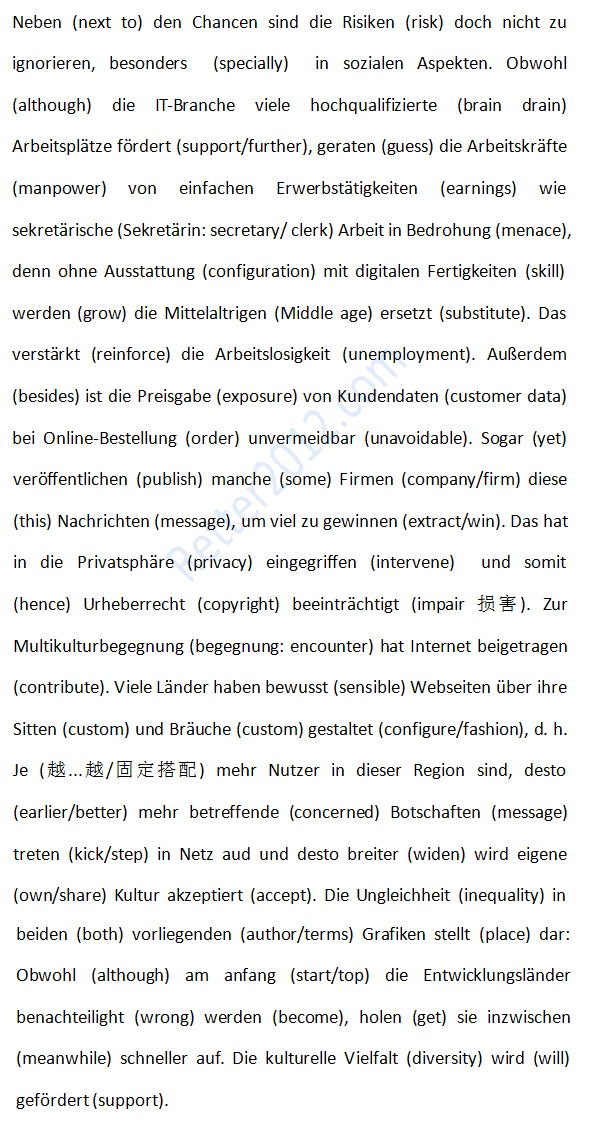 Neben (next to) den Chancen sind die Risiken (risk) doch nicht zu
ignorieren, besonders (specially) in sozialen Aspekten. Obwohl
(although) die IT-Branche viele hochqualifizierte (brain drain)
Arbeitsplätze fördert (support/further), geraten (guess) die Arbeitskräfte
(manpower) von einfachen Erwerbstätigkeiten (earnings) wie
sekretärische (Sekretärin: secretary/ clerk) Arbeit in Bedrohung (menace),
denn ohne Ausstattung (configuration) mit digitalen Fertigkeiten (skill)
werden (grow) die Mittelaltrigen (Middle age) ersetzt (substitute). Das
verstärkt (reinforce) die Arbeitslosigkeit (unemployment). Außerdem
(besides) ist die Preisgabe (exposure) von Kundendaten (customer data)
bei Online-Bestellung (order) unvermeidbar (unavoidable). Sogar (yet)
veröffentlichen (publish) manche (some) Firmen (company/firm) diese
(this) Nachrichten (message), um viel zu gewinnen (extract/win). Das hat
in die Privatsphäre (privacy) eingegriffen (intervene) und somit
(hence) Urheberrecht (copyright) beeinträchtigt (impair 损害). Zur
Multikulturbegegnung (begegnung: encounter) hat Internet beigetragen
(contribute). Viele Länder haben bewusst (sensible) Webseiten über ihre
Sitten (custom) und Bräuche (custom) gestaltet (configure/fashion), d. h.
Je (越...越/固定搭配) mehr Nutzer in dieser Region sind, desto
(earlier/better) mehr betreffende (concerned) Botschaften (message)
treten (kick/step) in Netz aud und desto breiter (widen) wird eigene
(own/share) Kultur akzeptiert (accept). Die Ungleichheit (inequality) in
beiden (both) vorliegenden (author/terms) Grafiken stellt (place) dar:
Obwohl (although) am anfang (start/top) die Entwicklungsländer
benachteilight (wrong) werden (become), holen (get) sie inzwischen
(meanwhile) schneller auf. Die kulturelle Vielfalt (diversity) wird (will)
gefördert (support).
Retter2012.com